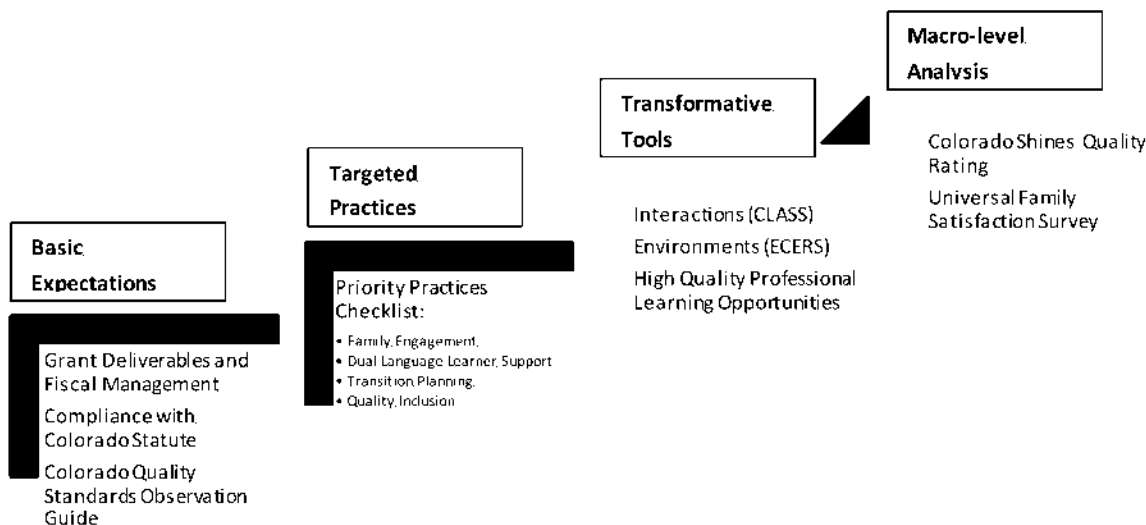 Basic
Expectations
Grant Deliverables and
Fiscal Management
Compliance with
Colorado Statute
Colorado Quality
Standards Observation
Guide
Targeted
Practices
Priority Practices
Checklist:
• Family Engagement
• Dual Language Learner Support
• Transition Planning
• Quality Inclusion
Transformative
Tools
Interactions (CLASS)
Environments (ECERS)
High Quality Professional
Learning Opportunities
Macro-level
Analysis
Colorado Shines Quality
Rating
Universal Family
Satisfaction Survey